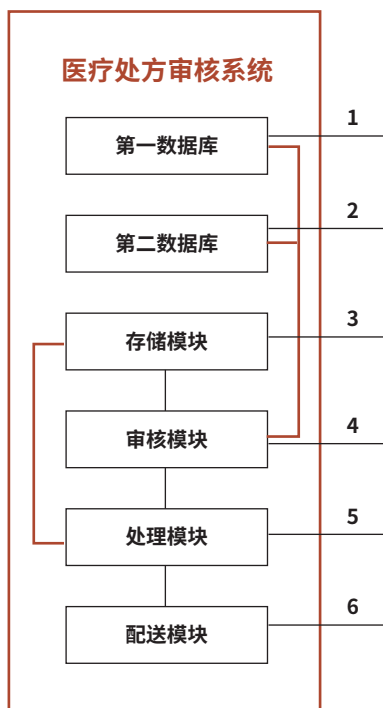 医疗处方审核系统
1
第一数据库
2
第二数据库
3
存储模块
4
审核模块
5
处理模块
6
配送模块